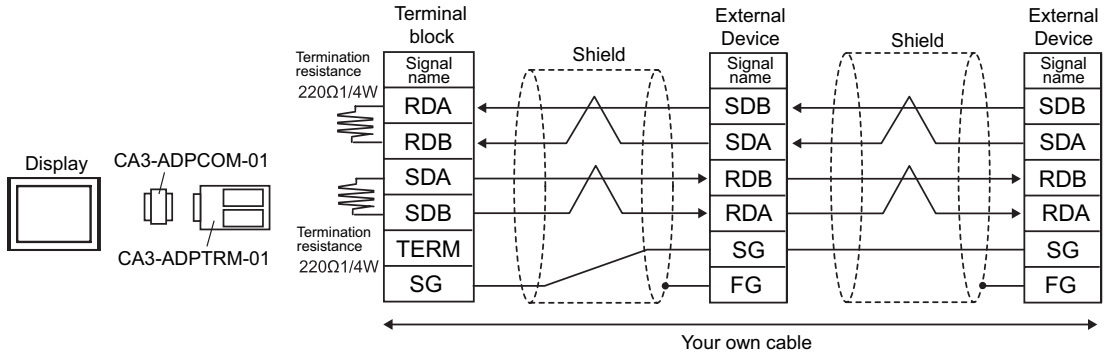 Display
CA3-ADPCOM-01
CA3-ADPTRM-01
Termination
resistance
220Ω1/4W
Termination
resistance
220Ω1/4W
Terminal
block
Signal
name
RDA
RDB
SDA
SDB
TERM
SG
Shield
External
Device
Signal
name
SDB
SDA
RDB
RDA
SG
FG
Shield
External
Device
Signal
name
SDB
SDA
RDB
RDA
SG
FG
Your own cable